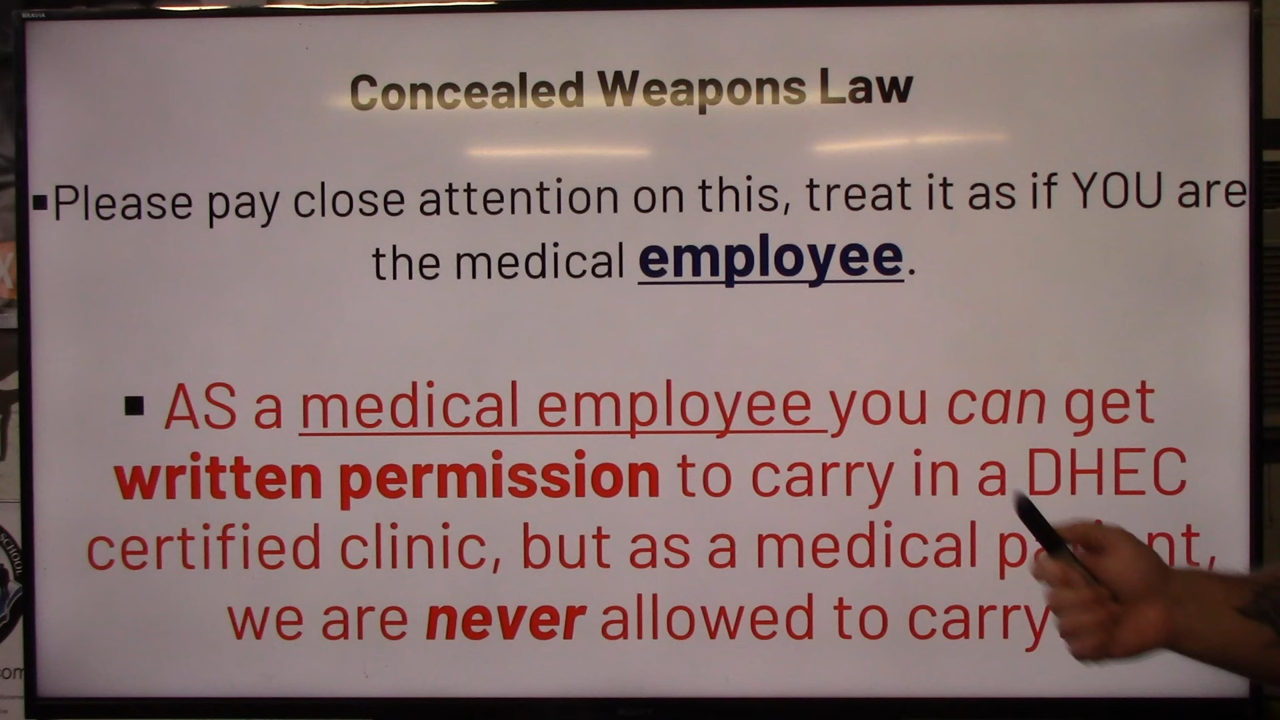 Concealed Weapons Law
▪Please pay close attention on this, treat it as if YOU are
the medical employee.
▪ AS a medical employee you can get
written permission to carry in a DHEC
certified clinic, but as a medical
we are never allowed to carry
SCHOOL